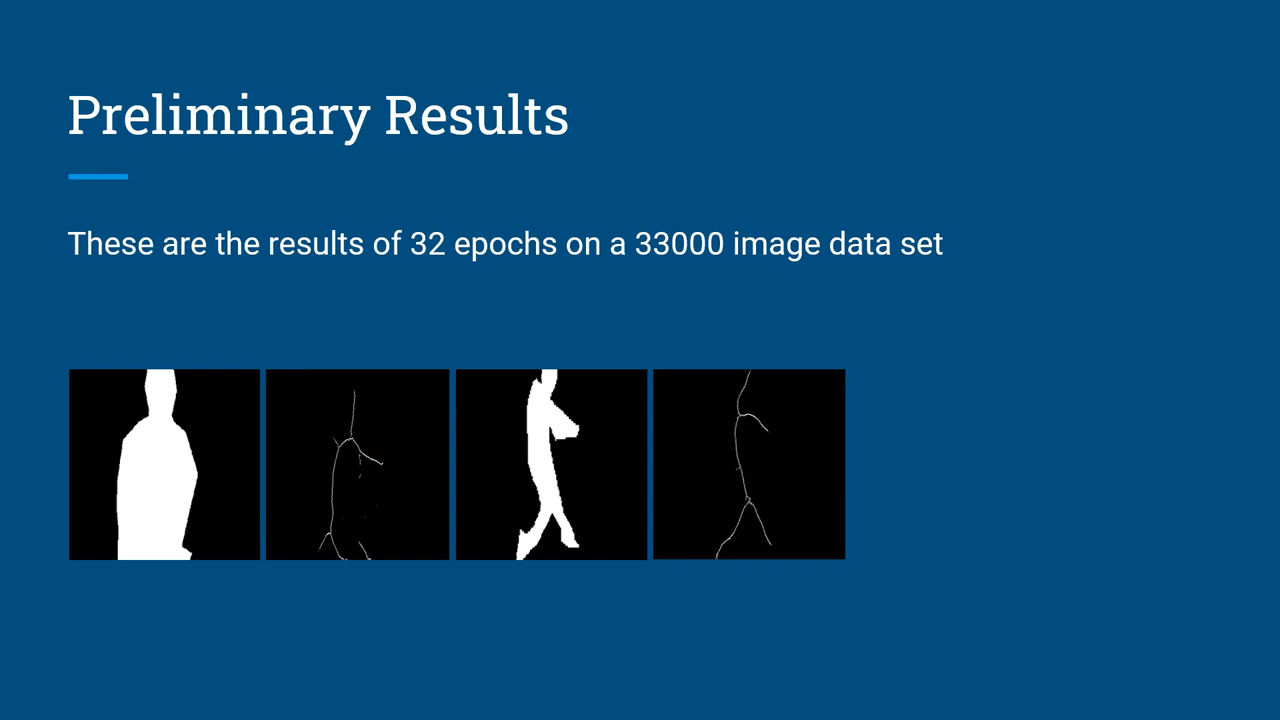 Preliminary Results
These are the results of 32 epochs on a 33000 image data set